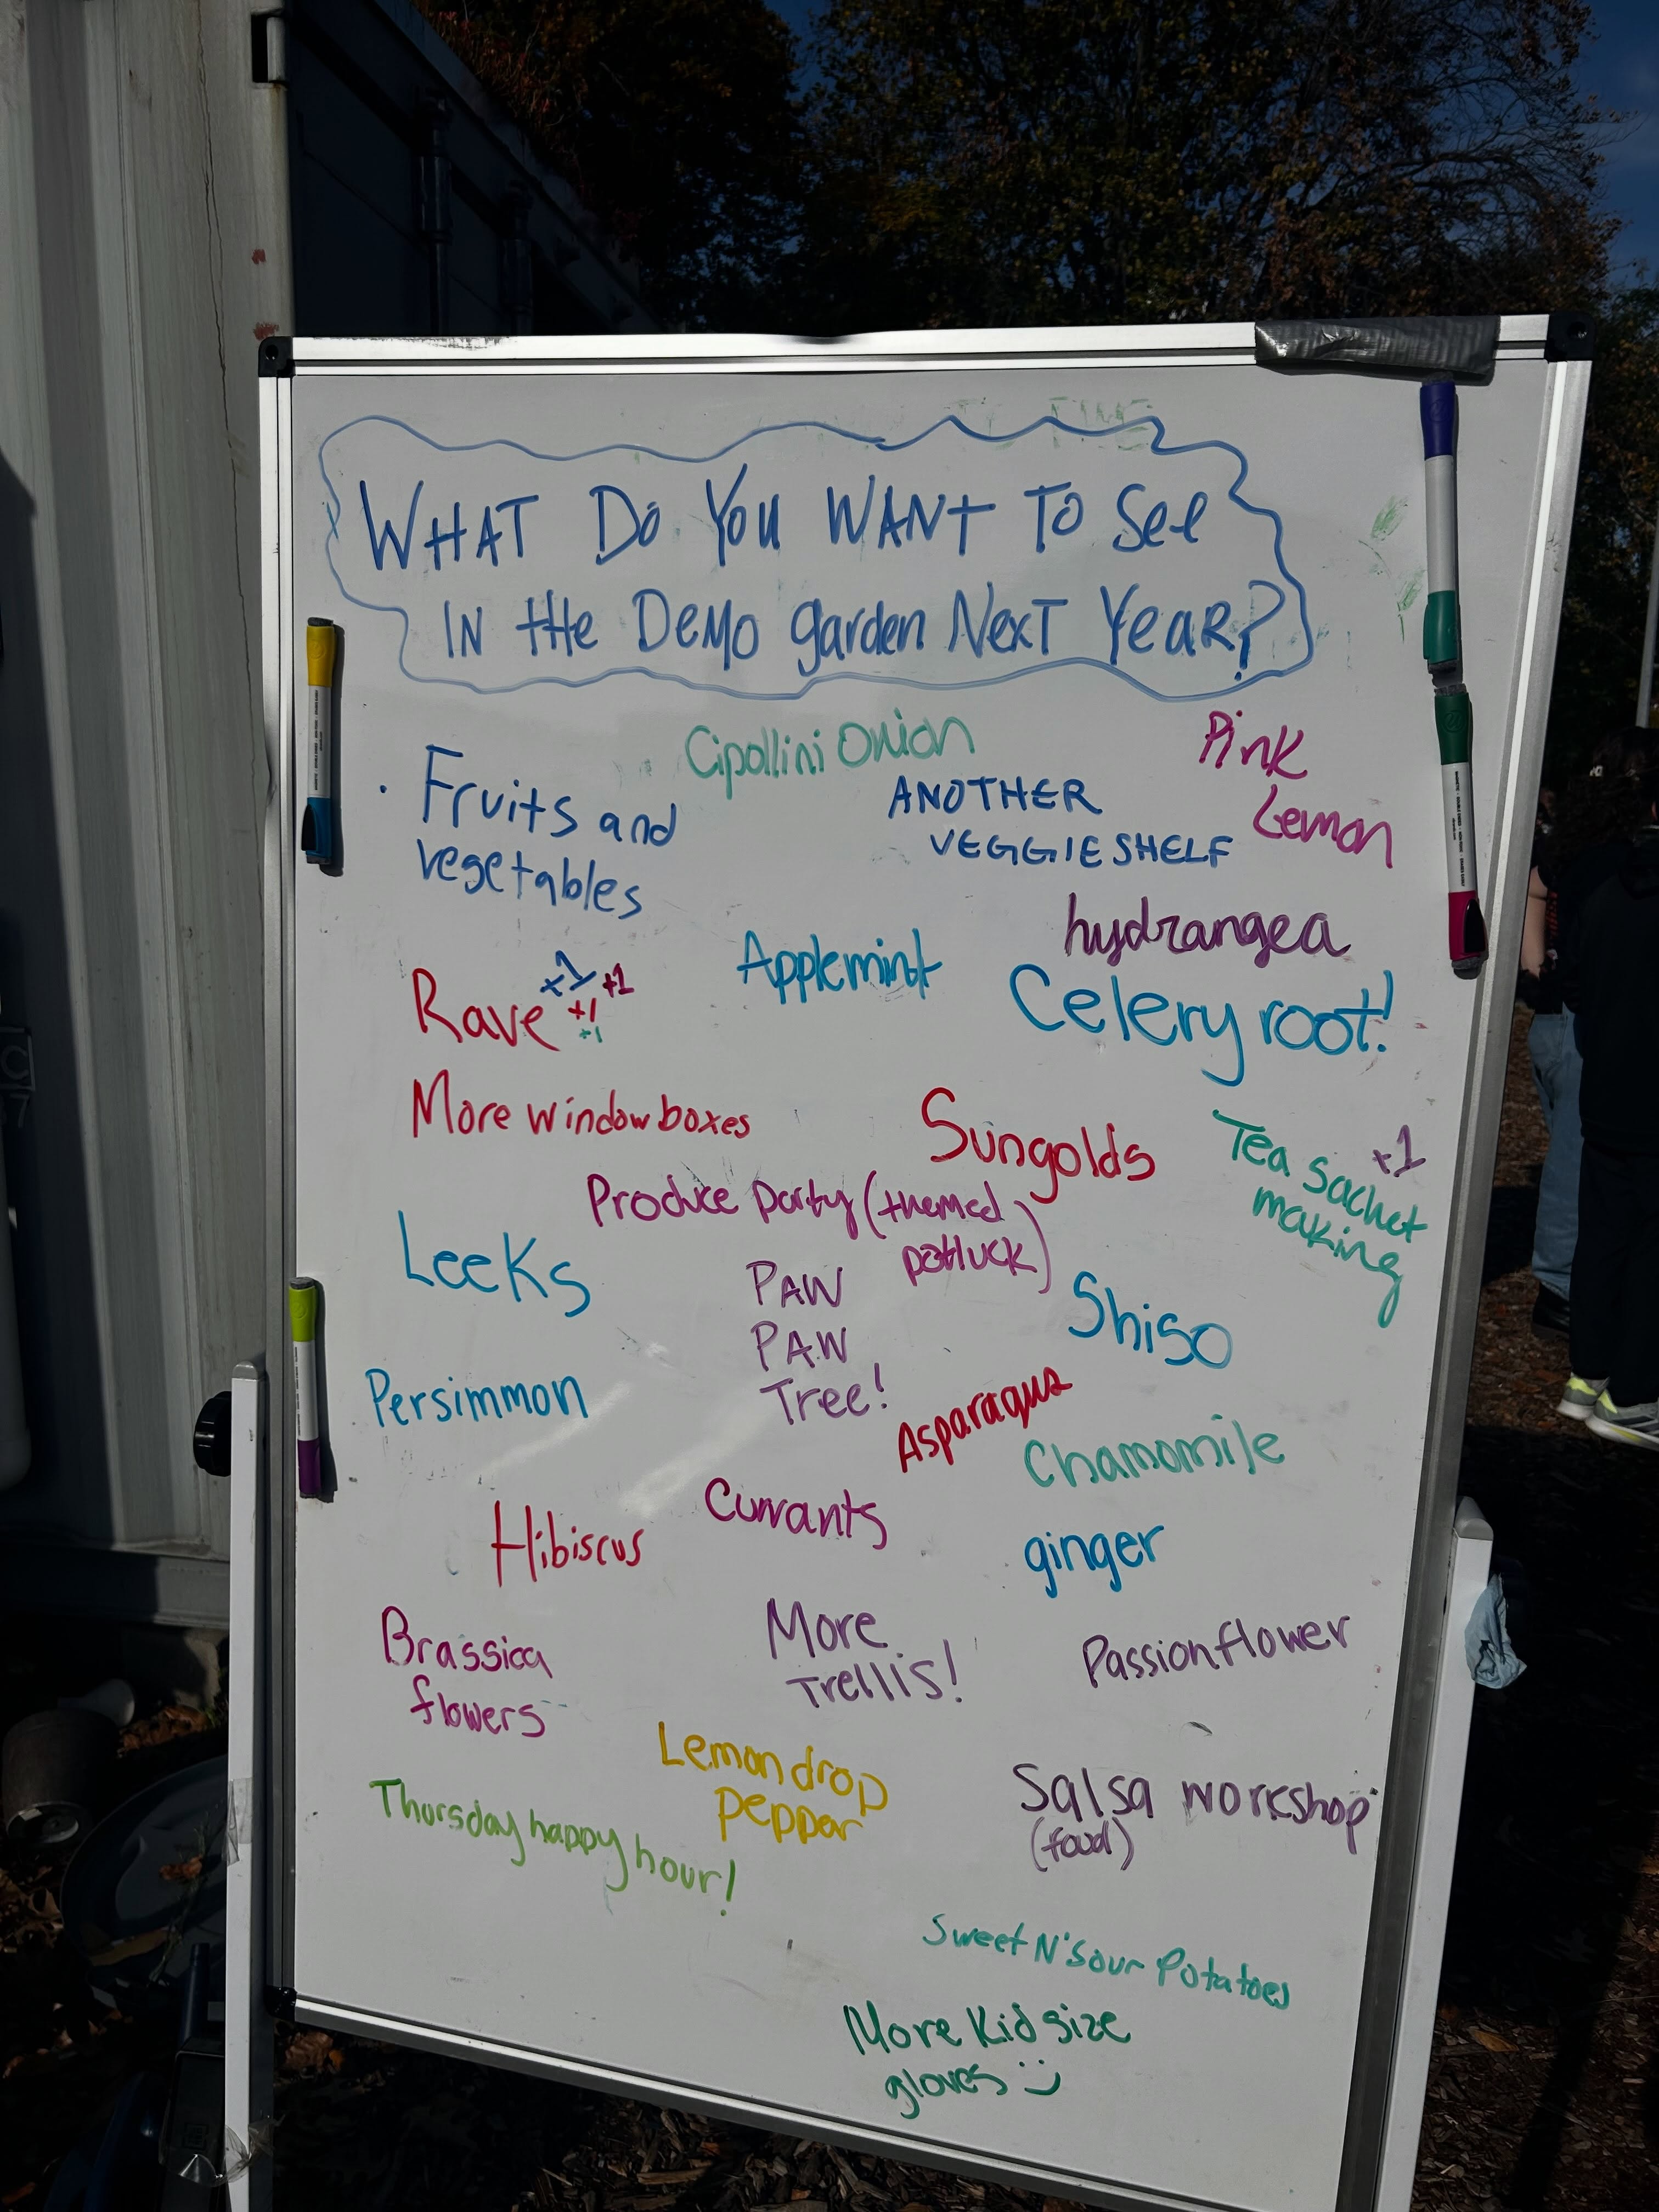 WHAT DO YOU WANT TO See
IN tHe DeMo garden NexT YeaR?
Cipollini Onion
Pink
Lemon
· Fruits and
vegetables
ANOTHER
VEGGIE SHELF
hydrangea
Applemint
Rave +1 +1
+1
+1
Celery root!
More window boxes
Sungolds
Tea sachet +1
making
Produce party (themed
potluck)
Leeks
PAW
PAW
Tree!
Shiso
Persimmon
Asparagus
Chamomile
Currants
Hibiscus
ginger
Brassica
flowers
More
Trellis!
Passionflower
Lemondrop
pepper
Salsa workshop
(food)
Thursday happy hour!
Sweet N' Sour Potatoes
More Kid size
gloves :)